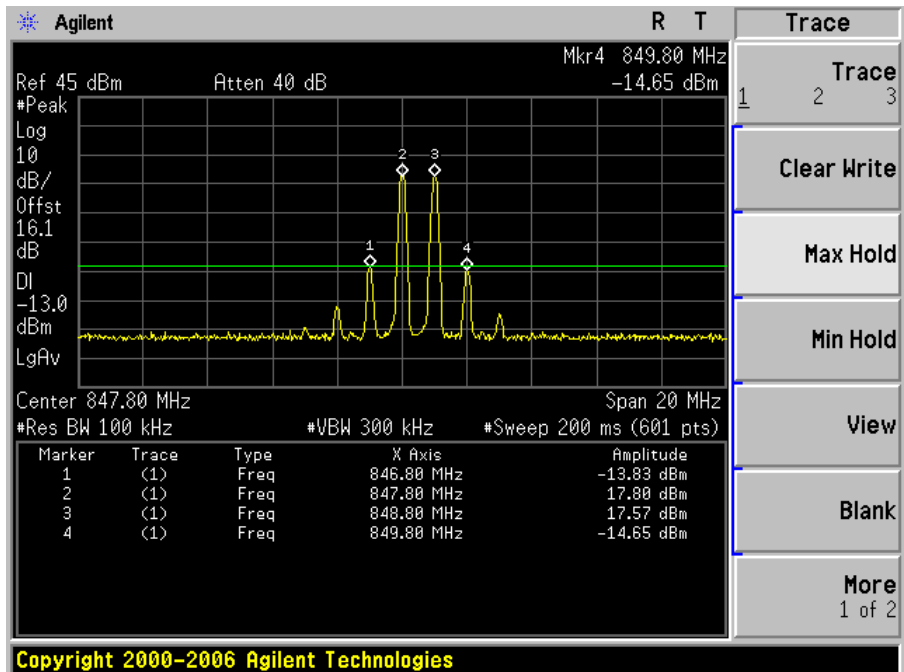 Agilent
R T
Trace
Mkr4 849.80 MHz
Ref 45 dBm Atten 40 dB -14.65 dBm
#Peak
Log
10
dB/
Offst
16.1
dB
DI
-13.0
dBm
LgAv
1
2
3
4
Center 847.80 MHz Span 20 MHz
#Res BW 100 kHz #VBW 300 kHz #Sweep 200 ms (601 pts)
Marker Trace Type X Axis Amplitude
1 (1) Freq 846.80 MHz -13.83 dBm
2 (1) Freq 847.80 MHz 17.80 dBm
3 (1) Freq 848.80 MHz 17.57 dBm
4 (1) Freq 849.80 MHz -14.65 dBm
Trace
1 2 3
Clear Write
Max Hold
Min Hold
View
Blank
More
1 of 2
Copyright 2000-2006 Agilent Technologies